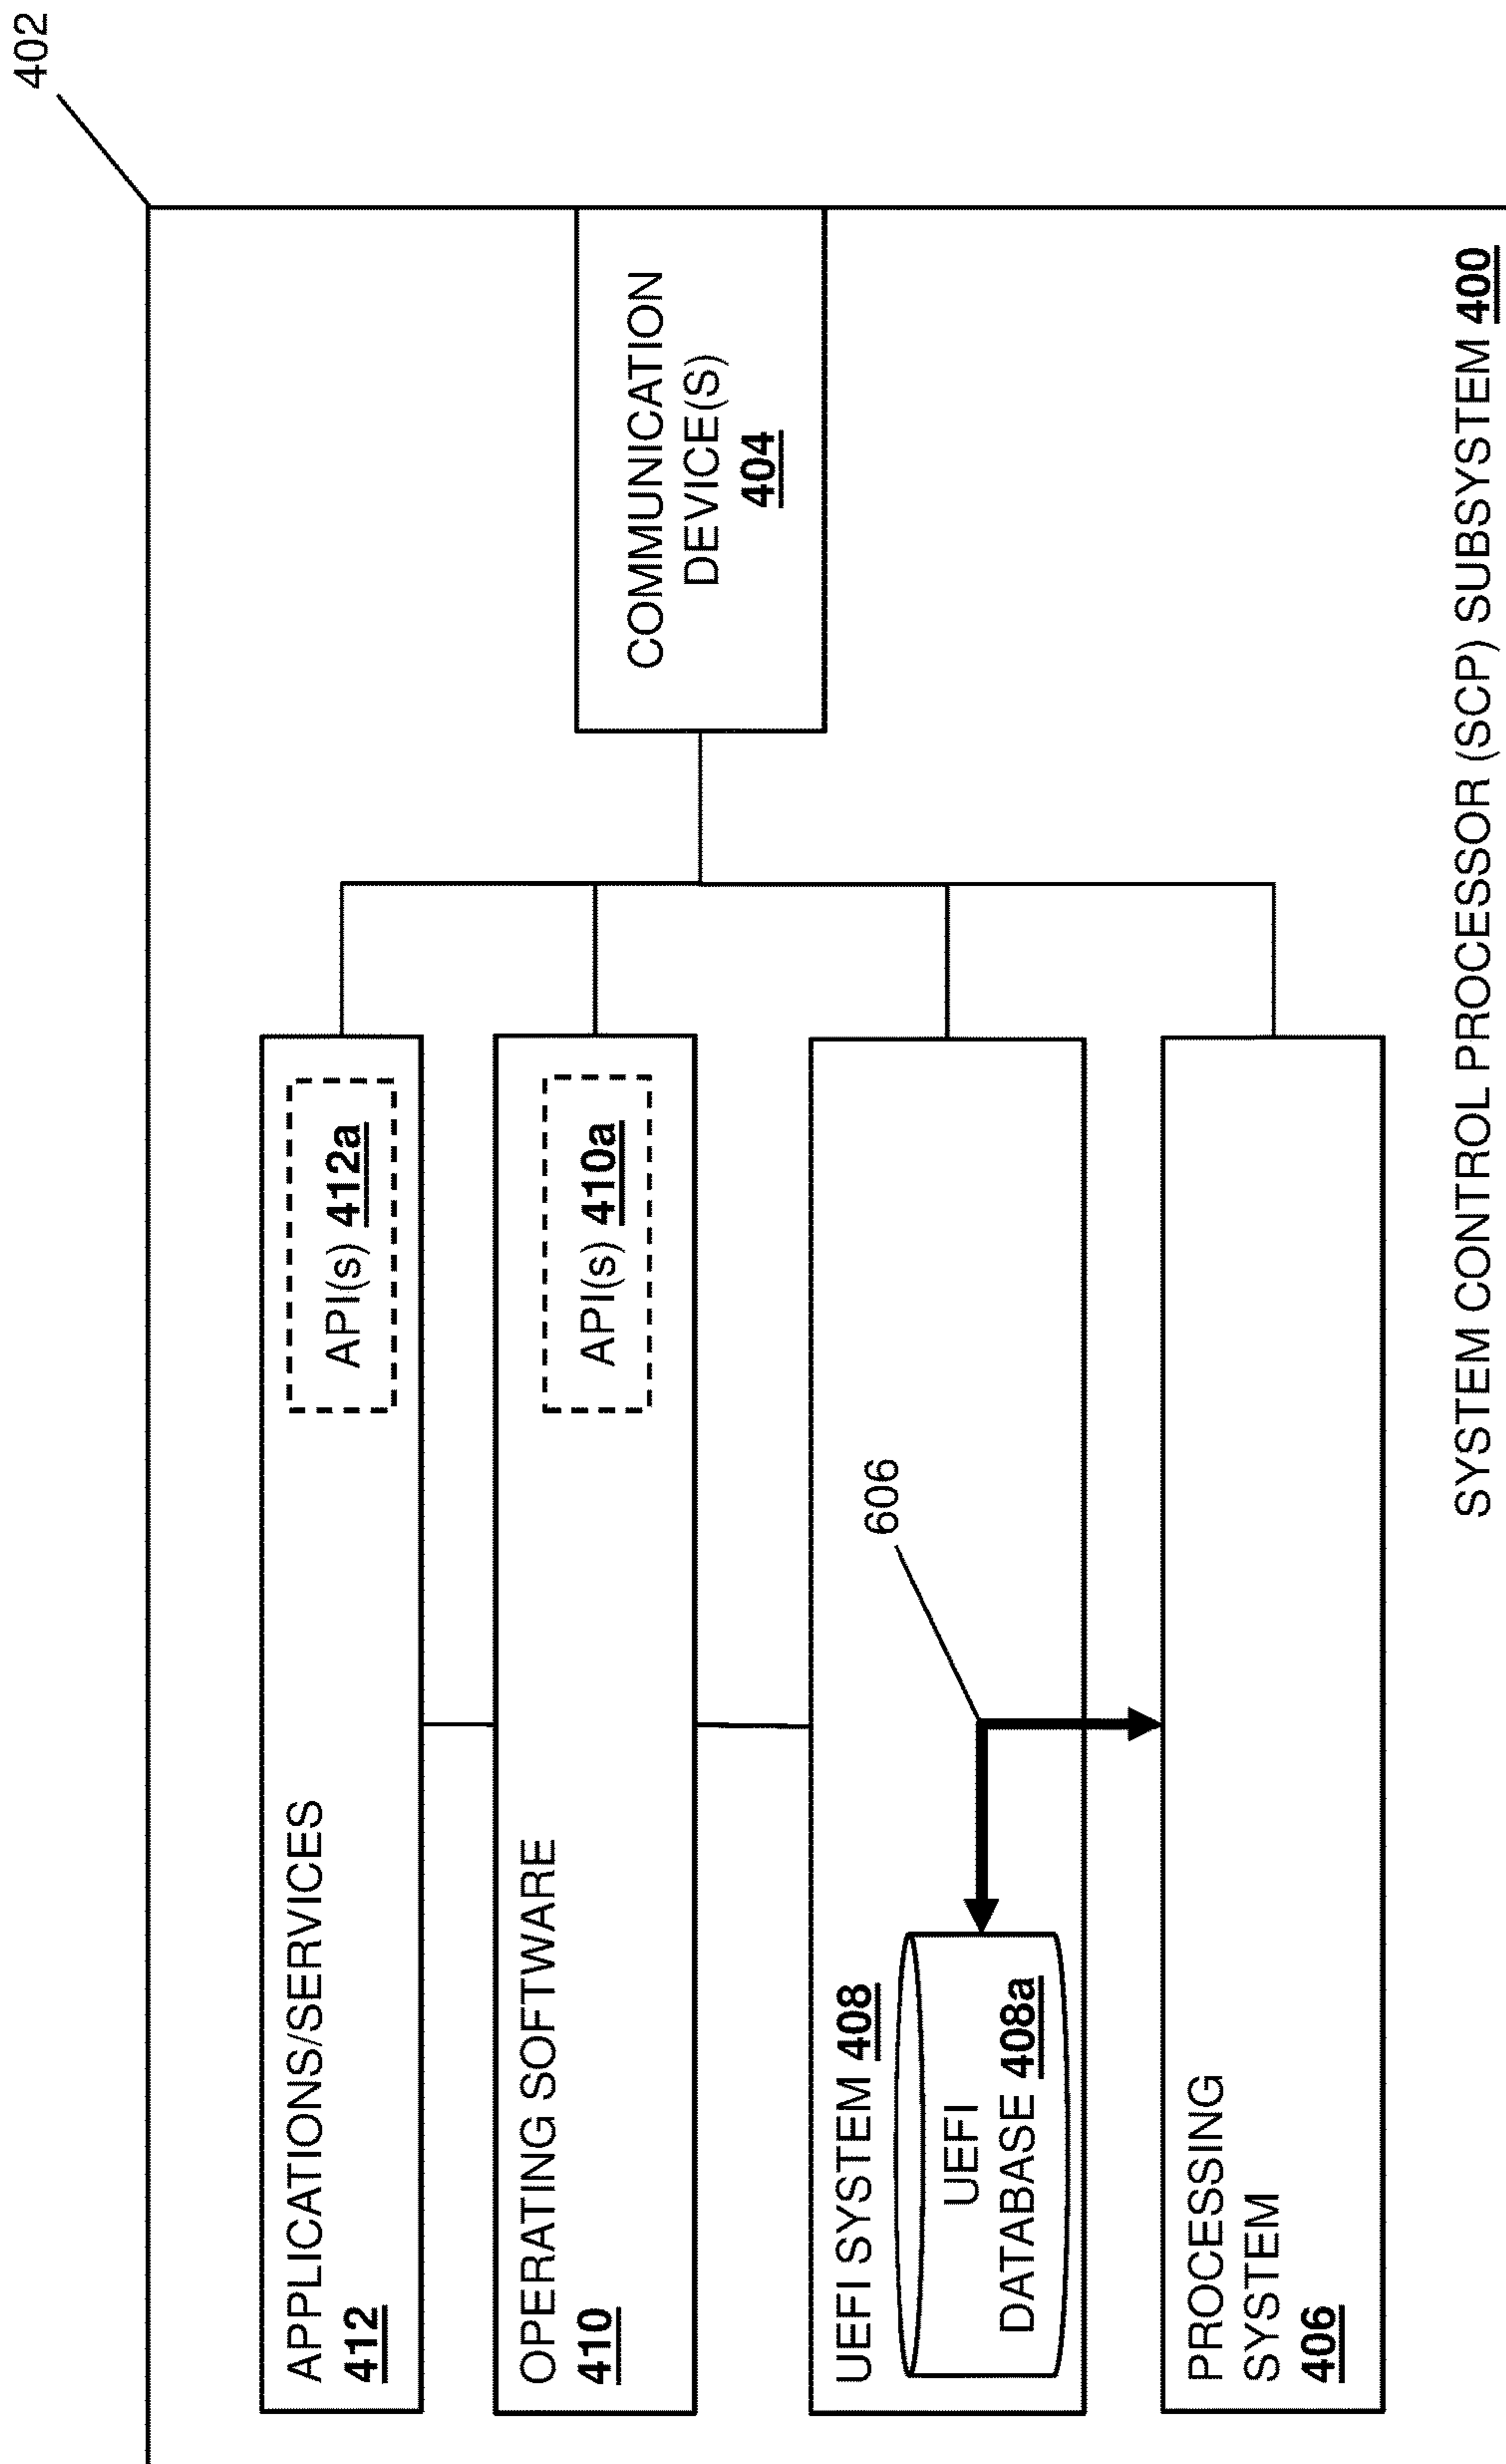 402
APPLICATIONS/SERVICES
412
API(s) 412a
OPERATING SOFTWARE
410
API(s) 410a
UEFI SYSTEM 408
UEFI
DATABASE 408a
606
PROCESSING
SYSTEM
406
COMMUNICATION
DEVICE(S)
404
SYSTEM CONTROL PROCESSOR (SCP) SUBSYSTEM 400